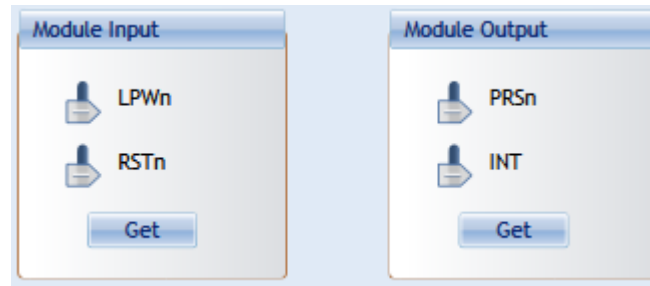 Module Input
LPWn
RSTn
Get
Module Output
PRSn
INT
Get